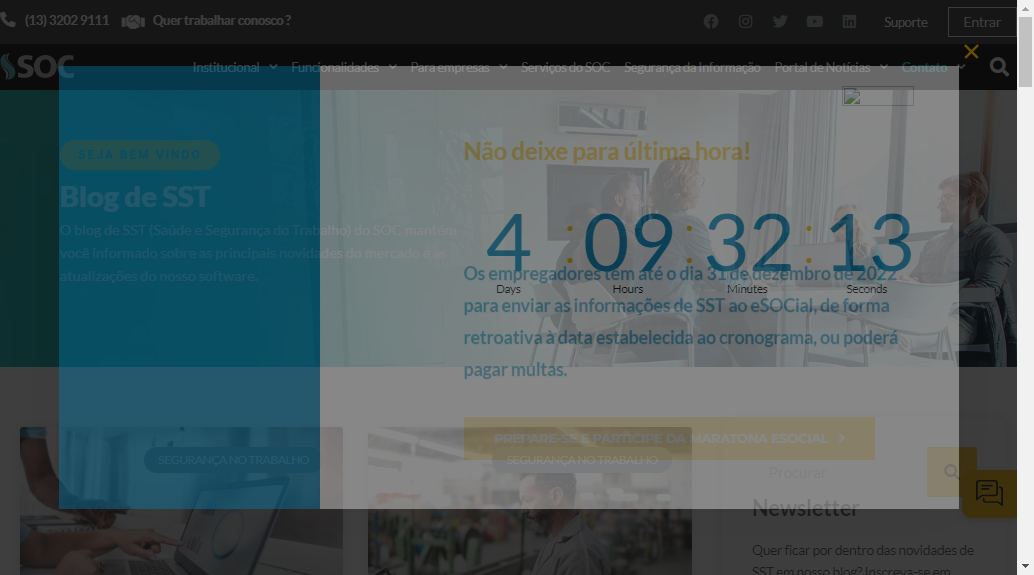 (13) 3202 9111 Quer trabalhar conosco ?
Suporte Entrar
SOC
Institucional Funcionalidades Para empresas Serviços do SOC Segurança da Informação Portal de Notícias Contato
SEJA BEM VINDO
Blog de SST
O blog de SST (Saúde e Segurança do Trabalho) do SOC mantém
você informado sobre as principais novidades do mercado e as
atualizações do nosso software.
Não deixe para última hora!
4 : 09 : 32 : 13
Days Hours Minutes Seconds
Os empregadores têm até o dia 31 de dezembro de 2022
para enviar as informações de SST ao eSOCial, de forma
retroativa à data estabelecida ao cronograma, ou poderá
pagar multas.
PREPARE-SE E PARTICIPE DA MARATONA ESOCIAL
SEGURANÇA NO TRABALHO
SEGURANÇA NO TRABALHO
Procurar
Newsletter
Quer ficar por dentro das novidades de
SST em nosso blog? Inscreva-se em